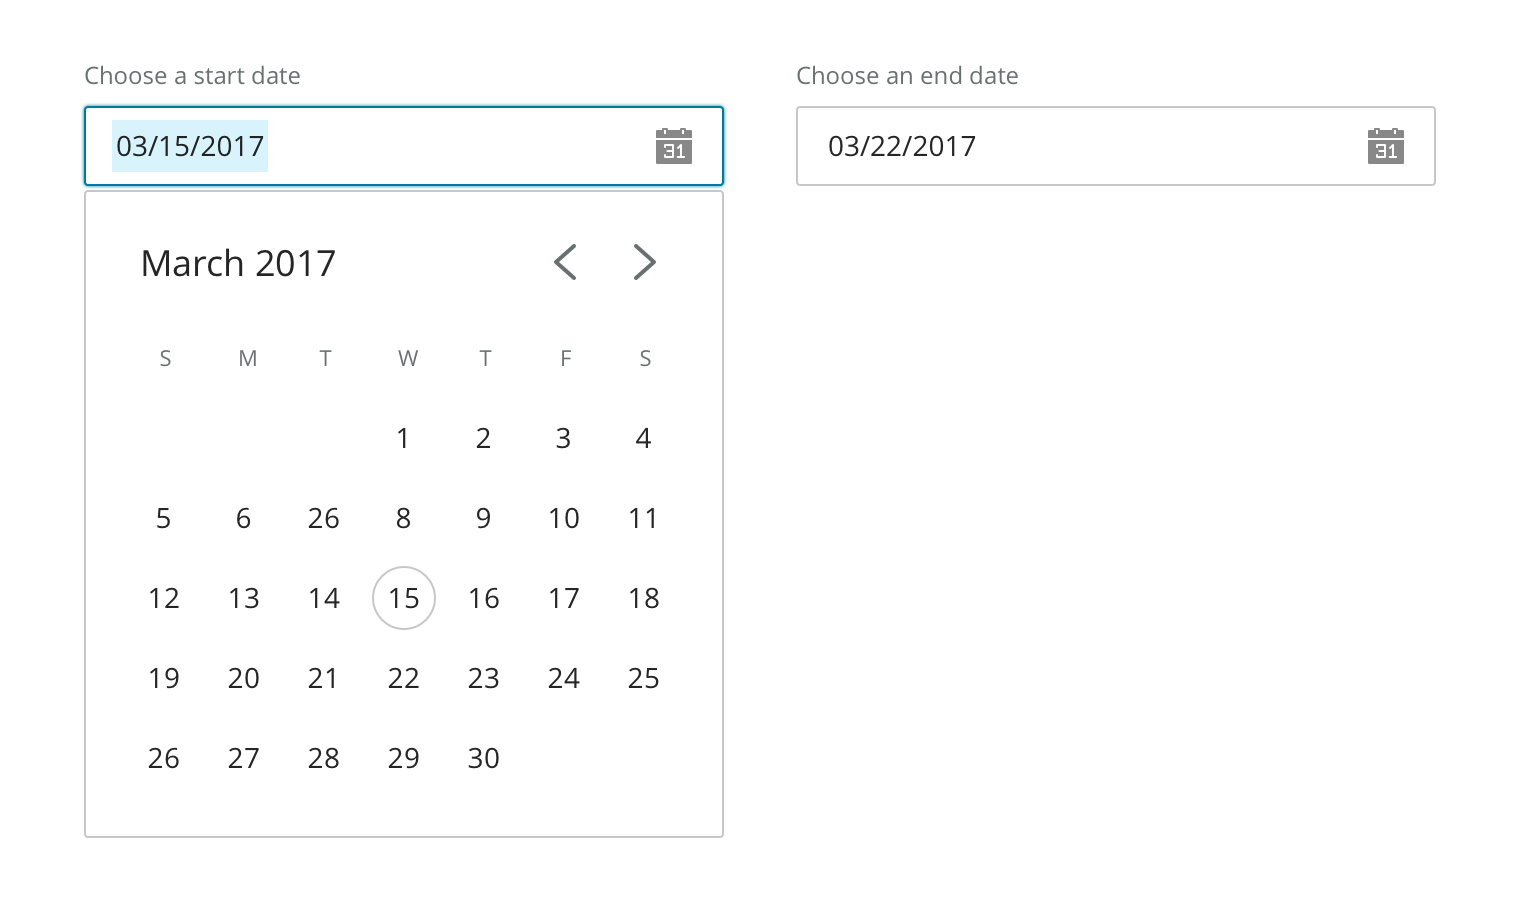 Choose a start date
03/15/2017
31
Choose an end date
03/22/2017
31
March 2017
S M T W T F S
1 2 3 4
5 6 26 8 9 10 11
12 13 14 15 16 17 18
19 20 21 22 23 24 25
26 27 28 29 30